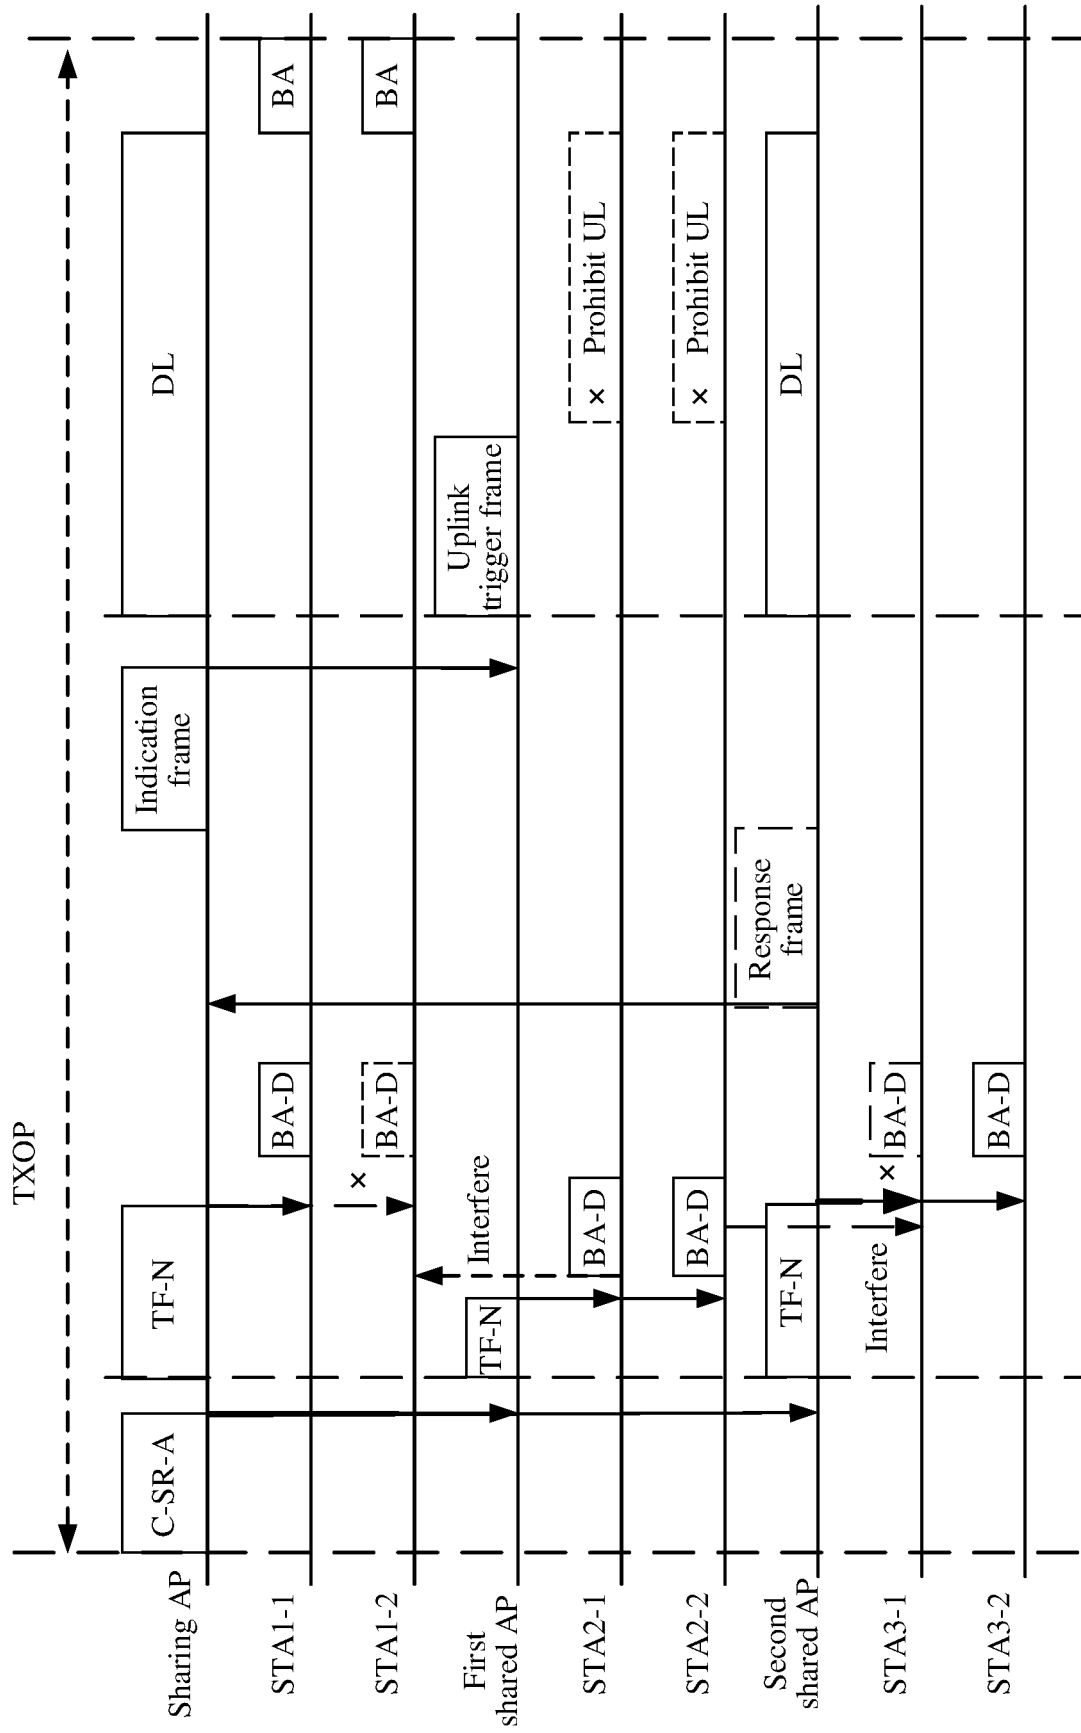 TXOP
Sharing AP
C-SR-A
TF-N
Indication
frame
DL
STA1-1
BA-D
BA
STA1-2
×
BA-D
BA
First
shared AP
TF-N
Interfere
Uplink
trigger frame
STA2-1
BA-D
× Prohibit UL
STA2-2
BA-D
× Prohibit UL
Second
shared AP
TF-N
Response
frame
DL
STA3-1
Interfere
×
BA-D
STA3-2
BA-D